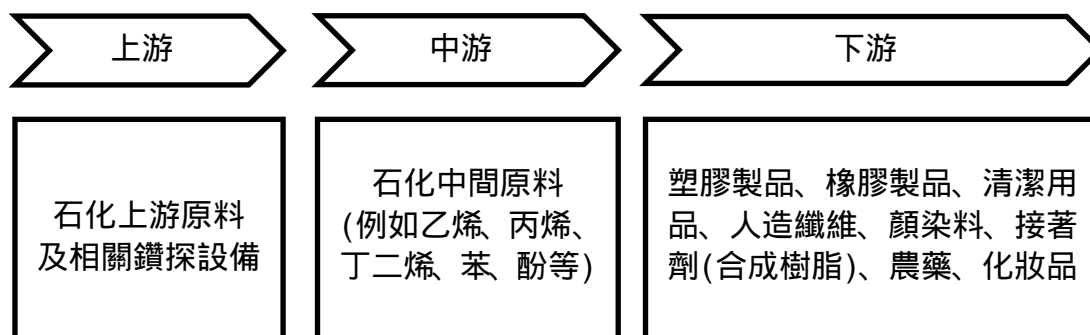 上游
中游
下游
石化上游原料
及相關鑽探設備
石化中間原料
(例如乙烯、丙烯、
丁二烯、苯、酚等)
塑膠製品、橡膠製品、清潔用
品、人造纖維、顏染料、接著
劑(合成樹脂)、農藥、化妝品